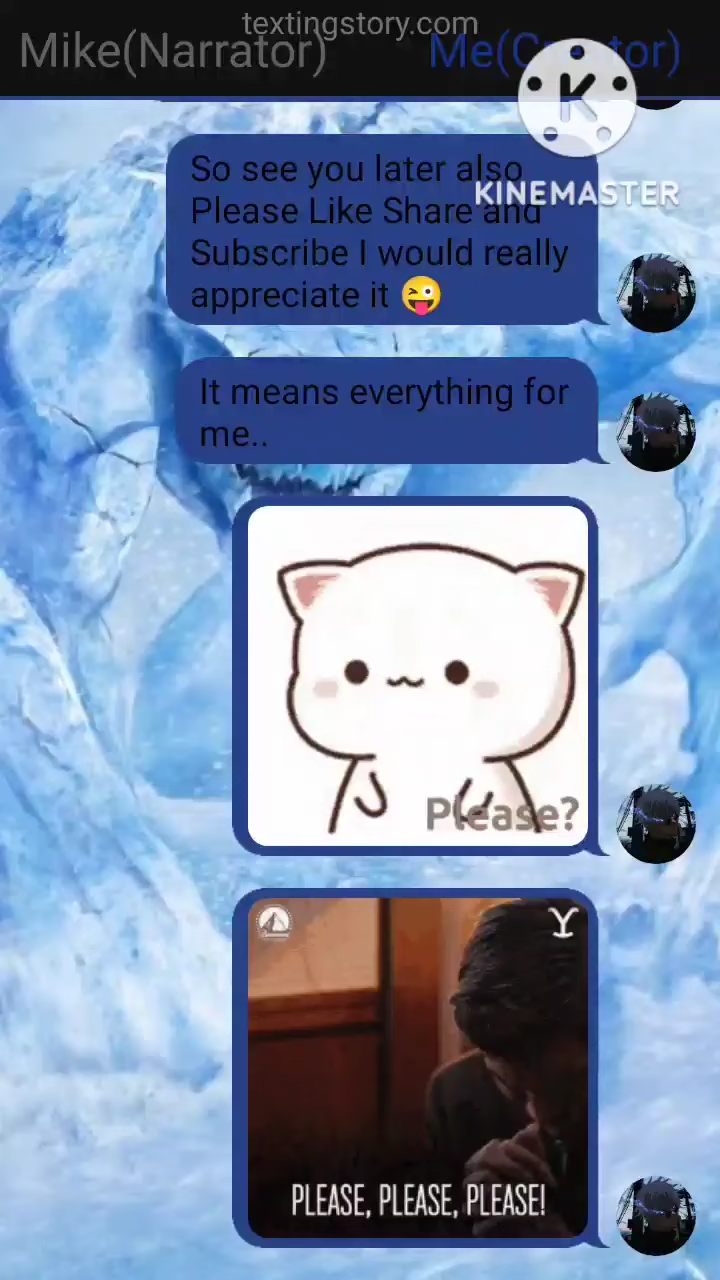 textingstory.com
Mike(Narrator)
Me(Creator)
K
KINEMASTER
So see you later also
Please Like Share and
Subscribe I would really
appreciate it 😜
It means everything for
me..
Please?
Y
PLEASE, PLEASE, PLEASE!